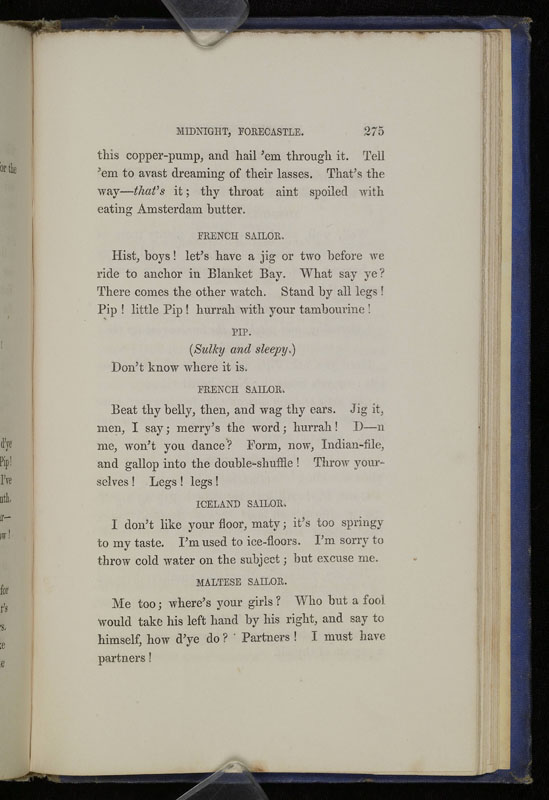 MIDNIGHT, FORECASTLE. 275
this copper-pump, and hail 'em through it. Tell
'em to avast dreaming of their lasses. That's the
way—that's it; thy throat aint spoiled with
eating Amsterdam butter.
FRENCH SAILOR.
Hist, boys! let's have a jig or two before we
ride to anchor in Blanket Bay. What say ye?
There comes the other watch. Stand by all legs!
Pip! little Pip! hurrah with your tambourine!
PIP.
(Sulky and sleepy.)
Don't know where it is.
FRENCH SAILOR.
Beat thy belly, then, and wag thy ears. Jig it,
men, I say; merry's the word; hurrah! D—n
me, won't you dance? Form, now, Indian-file,
and gallop into the double-shuffle! Throw your-
selves! Legs! legs!
ICELAND SAILOR.
I don't like your floor, maty; it's too springy
to my taste. I'm used to ice-floors. I'm sorry to
throw cold water on the subject; but excuse me.
MALTESE SAILOR.
Me too; where's your girls? Who but a fool
would take his left hand by his right, and say to
himself, how d'ye do? Partners! I must have
partners!
for the
d'ye
Pip!
I've